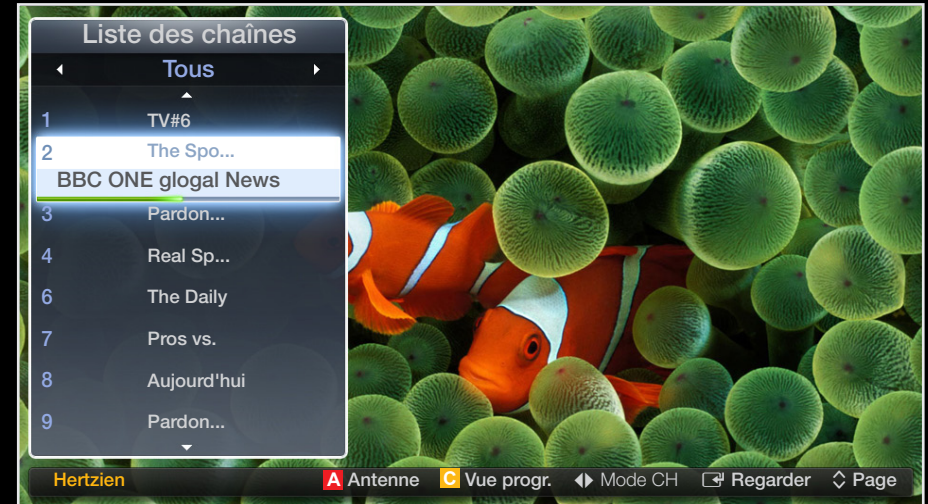 Liste des chaînes
Tous
1 TV#6
2 The Spo...
BBC ONE glogal News
3 Pardon...
4 Real Sp...
6 The Daily
7 Pros vs.
8 Aujourd'hui
9 Pardon...
Hertzien A Antenne C Vue progr. Mode CH Regarder Page